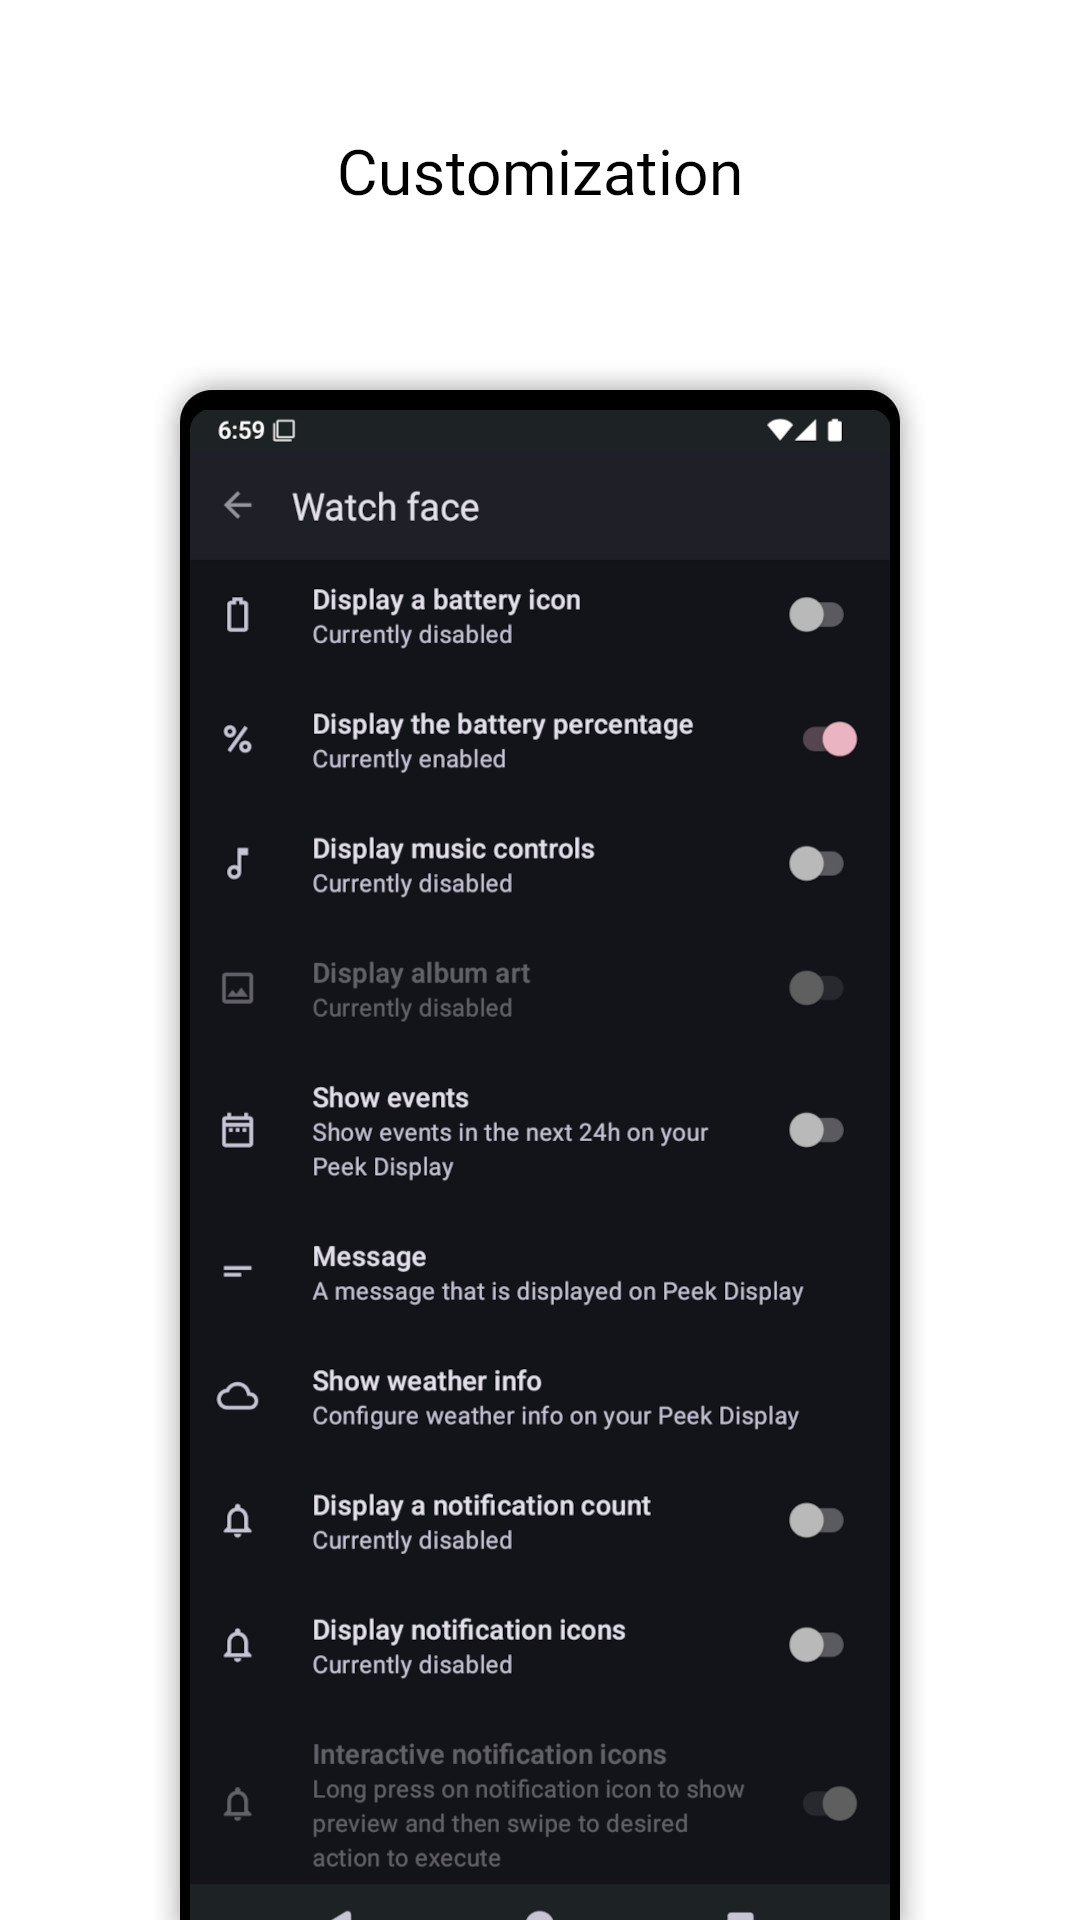 Customization
6:59
Watch face
Display a battery icon
Currently disabled
%
Display the battery percentage
Currently enabled
Display music controls
Currently disabled
Display album art
Currently disabled
Show events
Show events in the next 24h on your
Peek Display
Message
A message that is displayed on Peek Display
Show weather info
Configure weather info on your Peek Display
Display a notification count
Currently disabled
Display notification icons
Currently disabled
Interactive notification icons
Long press on notification icon to show
preview and then swipe to desired
action to execute